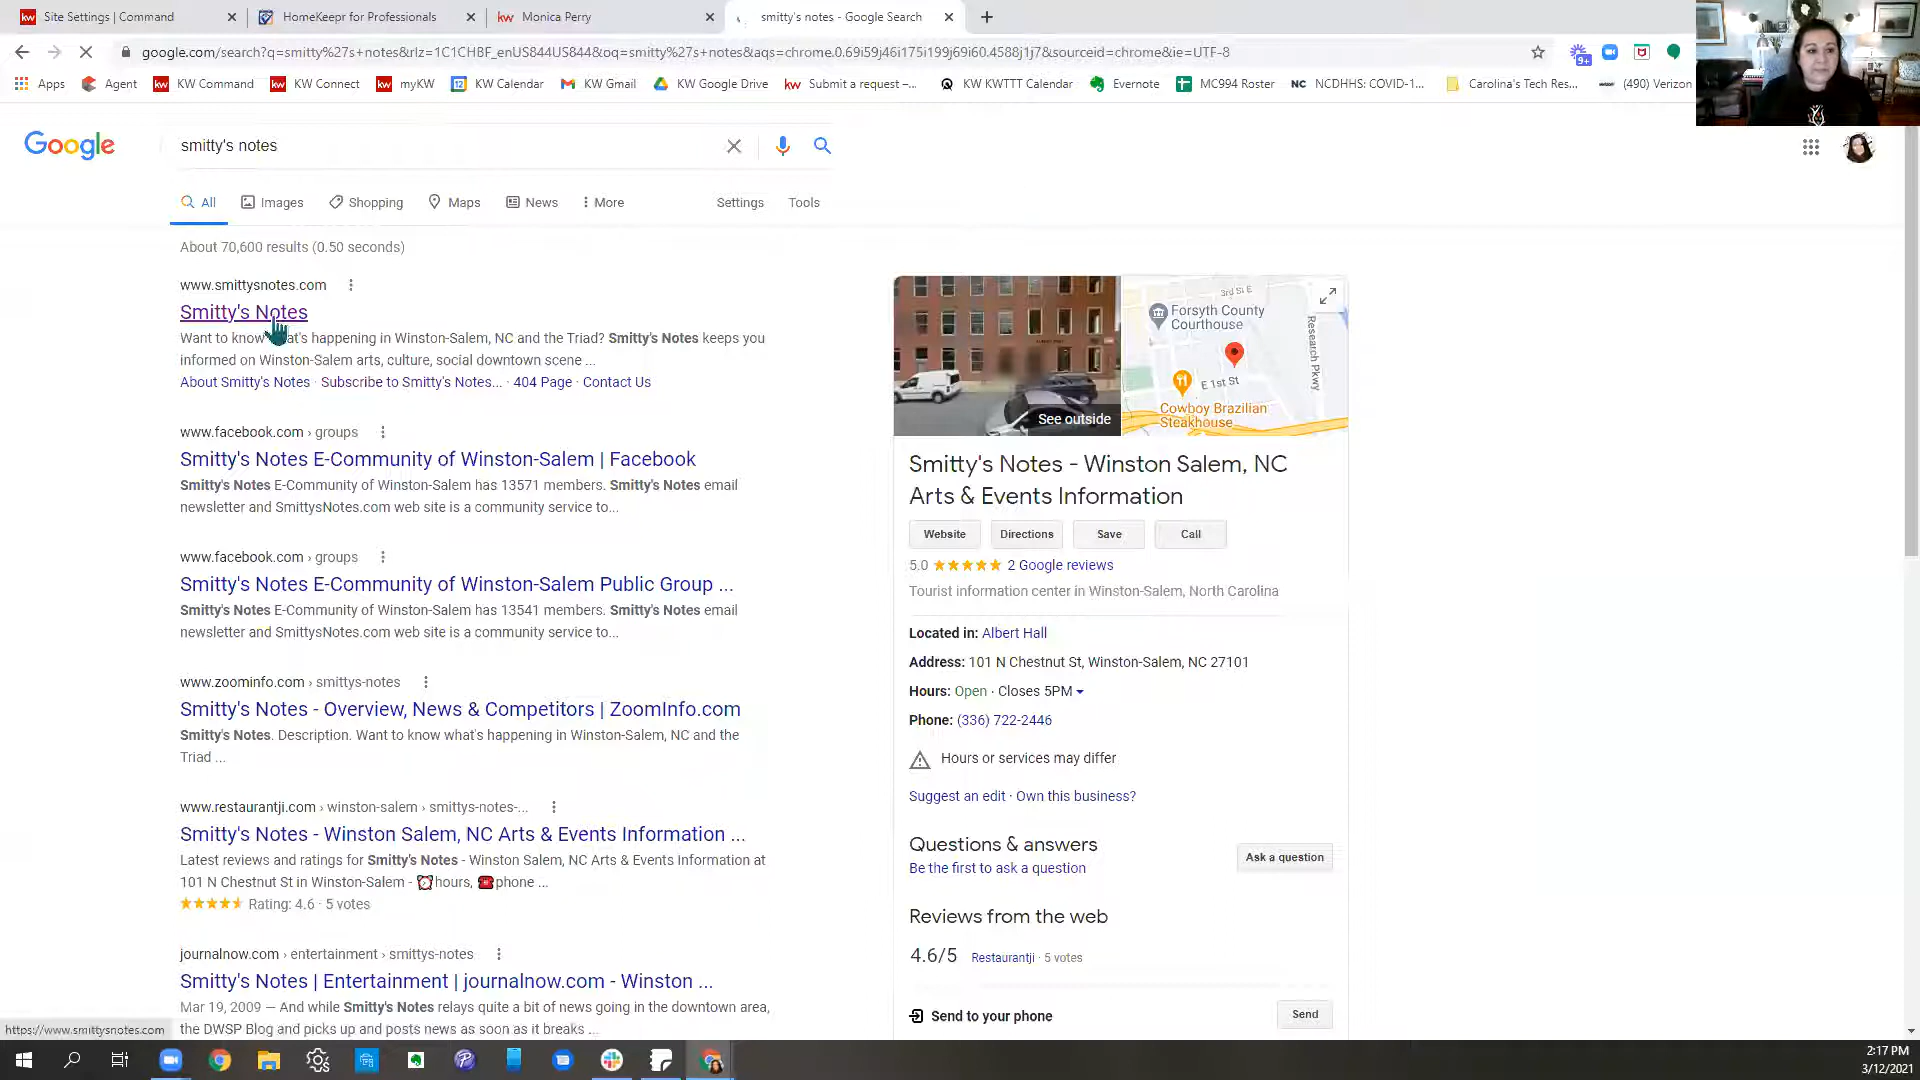 kw Site Settings | Command
HomeKeepr for Professionals
kw Monica Perry
smitty's notes - Google Search
google.com/search?q=smitty%27s+notes&rlz=1C1CHBF_enUS844US844&oq=smitty%27s+notes&aqs=chrome.0.69i59j46i175i199j69i60.4588j1j7&sourceid=chrome&ie=UTF-8
9+
Apps
Agent
kw KW Command
kw KW Connect
kw myKW
12 KW Calendar
KW Gmail
KW Google Drive
kw Submit a request –...
KW KWTTT Calendar
Evernote
MC994 Roster
NC NCDHHS: COVID-1...
Carolina's Tech Res...
(490) Verizon
Google
smitty's notes
All
Images
Shopping
Maps
News
More
Settings
Tools
About 70,600 results (0.50 seconds)
www.smittysnotes.com
Smitty's Notes
Want to know what's happening in Winston-Salem, NC and the Triad? Smitty's Notes keeps you
informed on Winston-Salem arts, culture, social downtown scene ...
About Smitty's Notes · Subscribe to Smitty's Notes... · 404 Page · Contact Us
www.facebook.com › groups
Smitty's Notes E-Community of Winston-Salem | Facebook
Smitty's Notes E-Community of Winston-Salem has 13571 members. Smitty's Notes email
newsletter and SmittysNotes.com web site is a community service to...
www.facebook.com › groups
Smitty's Notes E-Community of Winston-Salem Public Group ...
Smitty's Notes E-Community of Winston-Salem has 13541 members. Smitty's Notes email
newsletter and SmittysNotes.com web site is a community service to...
www.zoominfo.com › smittys-notes
Smitty's Notes - Overview, News & Competitors | ZoomInfo.com
Smitty's Notes. Description. Want to know what's happening in Winston-Salem, NC and the
Triad ...
www.restaurantji.com › winston-salem › smittys-notes-...
Smitty's Notes - Winston Salem, NC Arts & Events Information ...
Latest reviews and ratings for Smitty's Notes - Winston Salem, NC Arts & Events Information at
101 N Chestnut St in Winston-Salem - ⏰hours, ☎️phone ...
Rating: 4.6 · 5 votes
journalnow.com › entertainment › smittys-notes
Smitty's Notes | Entertainment | journalnow.com - Winston ...
Mar 19, 2009 — And while Smitty's Notes relays quite a bit of news going in the downtown area,
the DWSP Blog and picks up and posts news as soon as it breaks ...
https://www.smittysnotes.com
See outside
3rd St E
Forsyth County
Courthouse
Research Pkwy
E 1st St
Cowboy Brazilian
Steakhouse
Smitty's Notes - Winston Salem, NC
Arts & Events Information
Website
Directions
Save
Call
5.0 ★★★★★ 2 Google reviews
Tourist information center in Winston-Salem, North Carolina
Located in: Albert Hall
Address: 101 N Chestnut St, Winston-Salem, NC 27101
Hours: Open · Closes 5PM
Phone: (336) 722-2446
Hours or services may differ
Suggest an edit · Own this business?
Questions & answers
Be the first to ask a question
Ask a question
Reviews from the web
4.6/5 Restaurantji · 5 votes
Send to your phone
Send
2:17 PM
3/12/2021